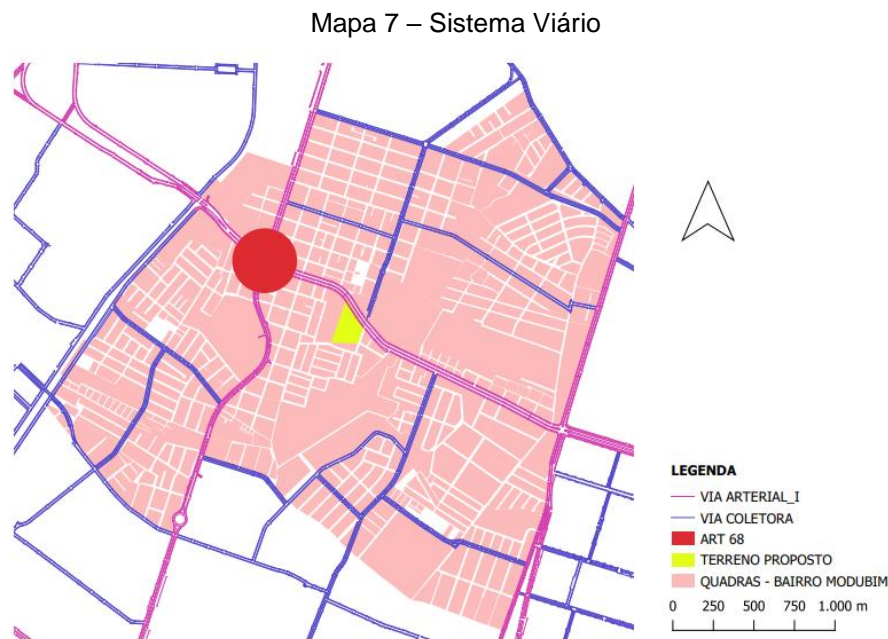 Mapa 7 – Sistema Viário
LEGENDA
VIA ARTERIAL_I
VIA COLETORA
ART 68
TERRENO PROPOSTO
QUADRAS - BAIRRO MODUBIM
0 250 500 750 1.000 m